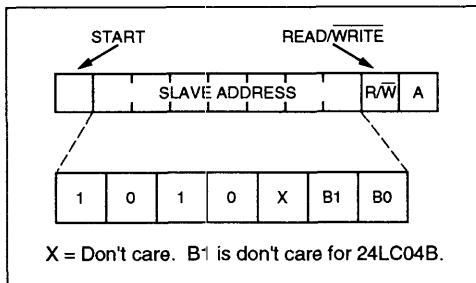 START READ/WRITE
SLAVE ADDRESS R/W A
1 0 1 0 X B1 B0
X = Don't care. B1 is don't care for 24LC04B.